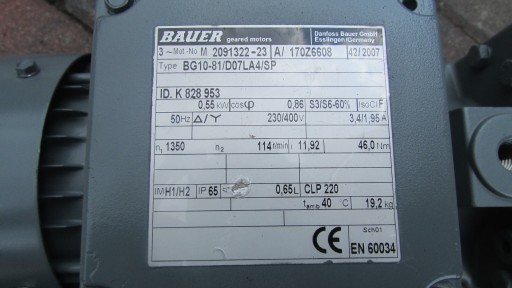 BAUER geared motors Danfoss Bauer GmbH
Esslingen/Germany
3~Mot.-No. M 2091322-23 A/ 170Z6608 42/2007
Type BG10-81/D07LA4/SP
ID. K 828 953
0,55 kW cosφ 0,86 S3/S6-60% IsoCl F
50Hz △/Y 230/400V 3,4/1,95A
n₁ 1350 n₂ 114 r/min i 11,92 46,0 Nm
IM H1/H2 IP 65 0,65L CLP 220
tamb 40 °C 19,2 kg
Sch01
CE EN 60034